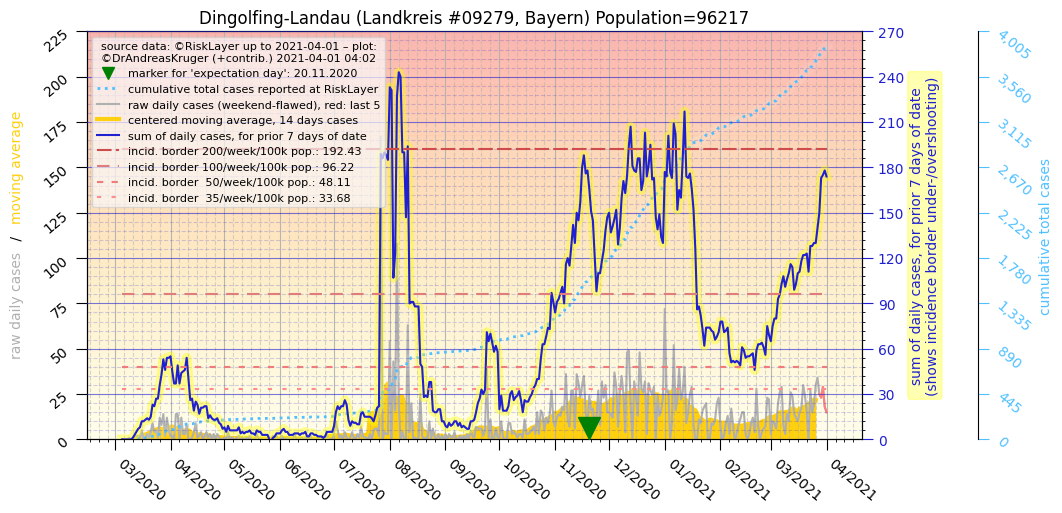 Dingolfing-Landau (Landkreis #09279, Bayern) Population=96217
source data: ©RiskLayer up to 2021-04-01 – plot:
©DrAndreasKruger (+contrib.) 2021-04-01 04:02
marker for 'expectation day': 20.11.2020
cumulative total cases reported at RiskLayer
raw daily cases (weekend-flawed), red: last 5
centered moving average, 14 days cases
sum of daily cases, for prior 7 days of date
incid. border 200/week/100k pop.: 192.43
incid. border 100/week/100k pop.: 96.22
incid. border  50/week/100k pop.: 48.11
incid. border  35/week/100k pop.: 33.68
raw daily cases  /  moving average
225
200
175
150
125
100
75
50
25
0
03/2020
04/2020
05/2020
06/2020
07/2020
08/2020
09/2020
10/2020
11/2020
12/2020
01/2021
02/2021
03/2021
04/2021
270
240
210
180
150
120
90
60
30
0
sum of daily cases, for prior 7 days of date
(shows incidence border under-/overshooting)
4,005
3,560
3,115
2,670
2,225
1,780
1,335
890
445
0
cumulative total cases